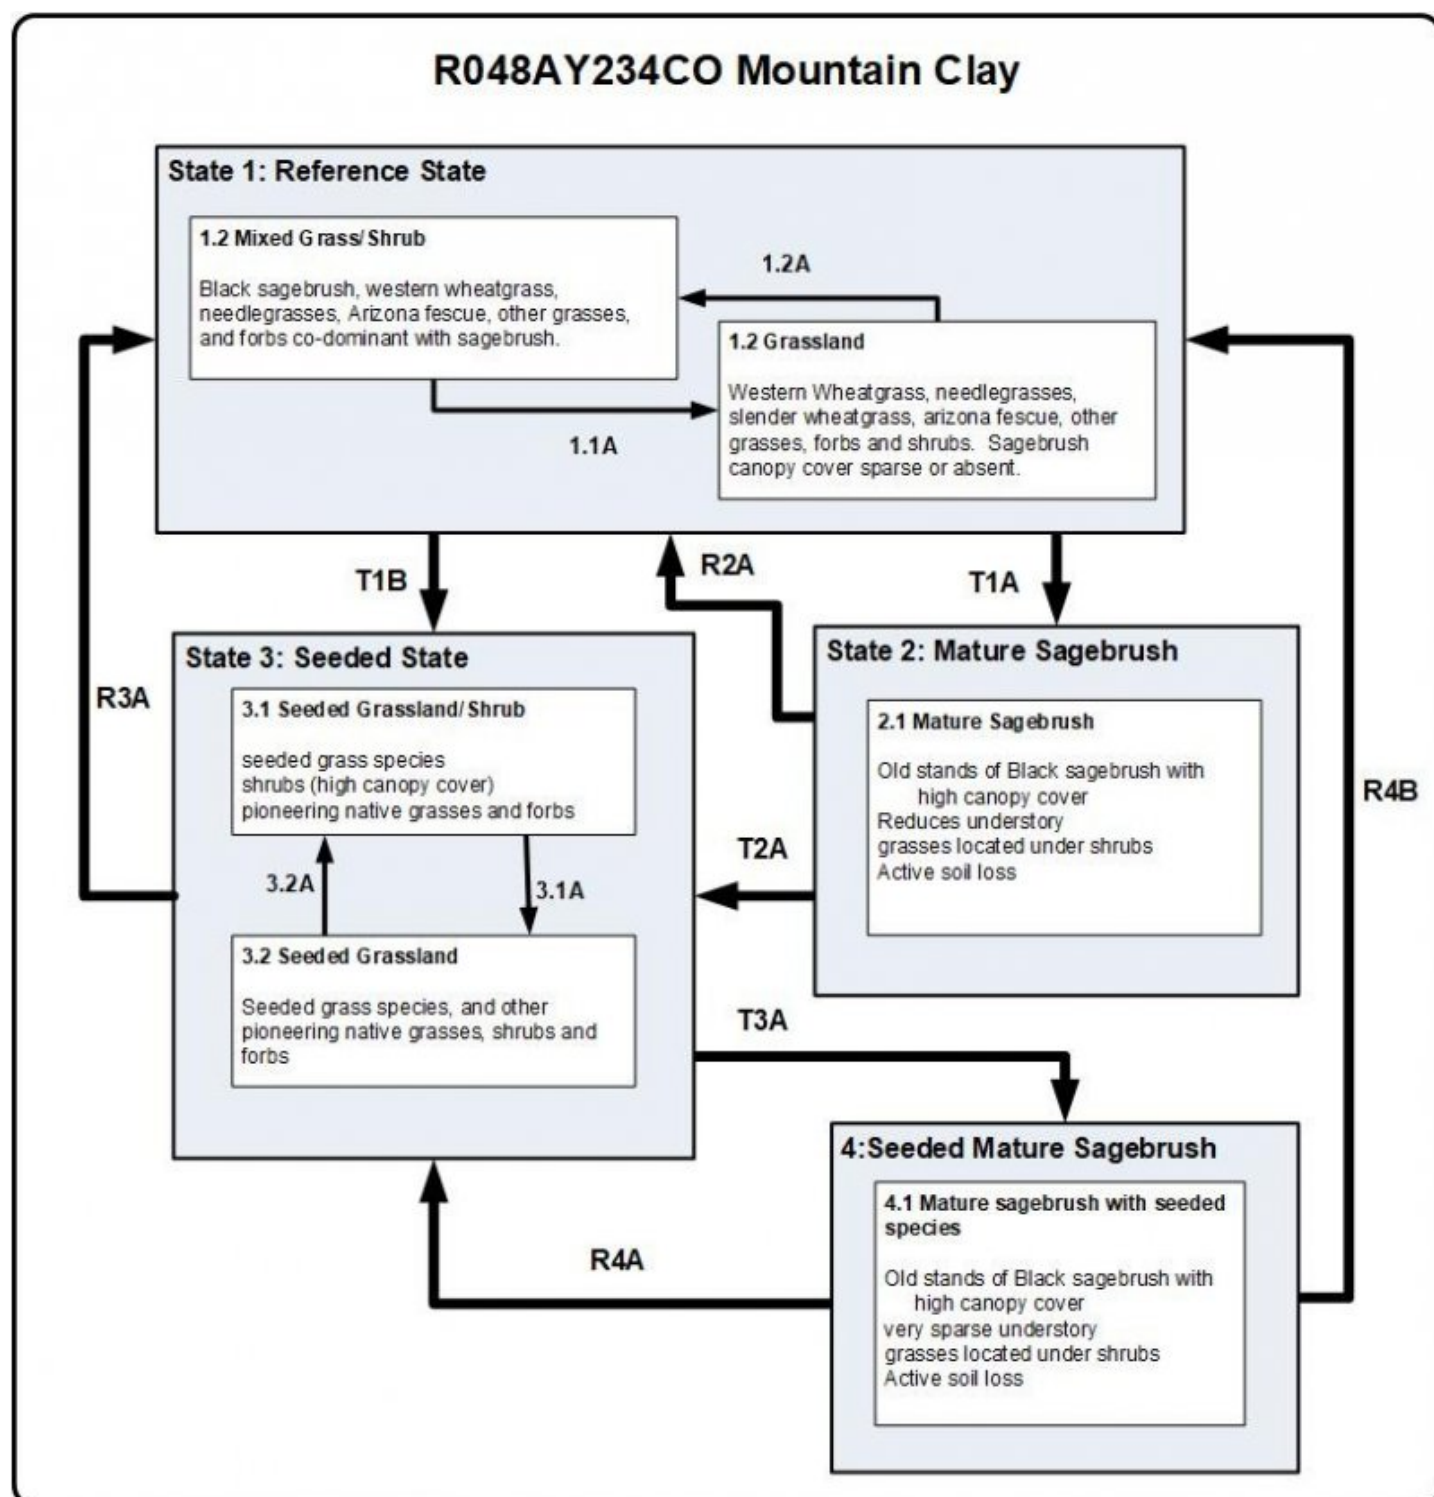 R048AY234CO Mountain Clay
State 1: Reference State
1.2 Mixed Grass/Shrub
Black sagebrush, western wheatgrass,
needlegrasses, Arizona fescue, other grasses,
and forbs co-dominant with sagebrush.
1.2A
1.2 Grassland
Western Wheatgrass, needlegrasses,
slender wheatgrass, arizona fescue, other
grasses, forbs and shrubs. Sagebrush
canopy cover sparse or absent.
1.1A
T1B
R2A
T1A
State 3: Seeded State
3.1 Seeded Grassland/Shrub
seeded grass species
shrubs (high canopy cover)
pioneering native grasses and forbs
3.2A
3.1A
3.2 Seeded Grassland
Seeded grass species, and other
pioneering native grasses, shrubs and
forbs
R3A
State 2: Mature Sagebrush
2.1 Mature Sagebrush
Old stands of Black sagebrush with
high canopy cover
Reduces understory
grasses located under shrubs
Active soil loss
T2A
R4B
T3A
4:Seeded Mature Sagebrush
4.1 Mature sagebrush with seeded
species
Old stands of Black sagebrush with
high canopy cover
very sparse understory
grasses located under shrubs
Active soil loss
R4A